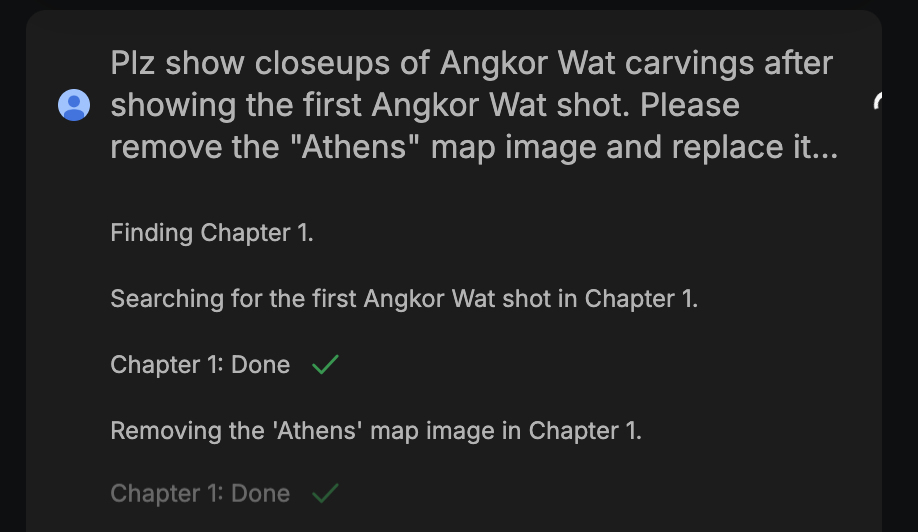 Plz show closeups of Angkor Wat carvings after
showing the first Angkor Wat shot. Please
remove the "Athens" map image and replace it...
Finding Chapter 1.
Searching for the first Angkor Wat shot in Chapter 1.
Chapter 1: Done
Removing the 'Athens' map image in Chapter 1.
Chapter 1: Done